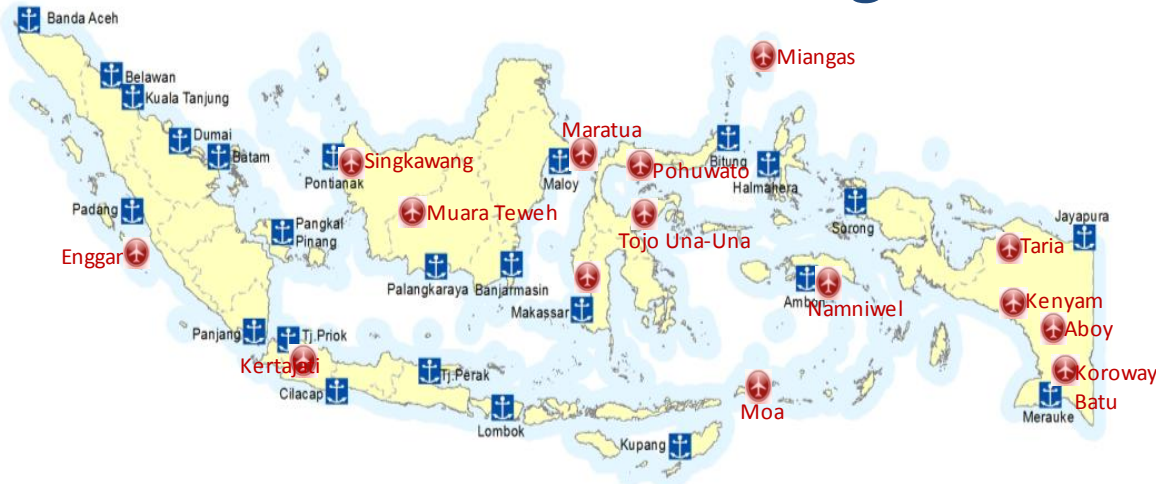 Banda Aceh
Miangas
Belawan
Kuala Tanjung
Maratua
Dumai
Batam
Singkawang
Pontianak
Maloy
Pohuwato
Bitung
Halmahera
Padang
Muara Teweh
Pangkal
Pinang
Tojo Una-Una
Sorong
Jayapura
Enggar
Taria
Palangkaraya
Banjarmasin
Makassar
Ambon
Namniwel
Kenyam
Aboy
Panjang
Tj.Priok
Kertajati
Tj.Perak
Cilacap
Lombok
Moa
Koroway
Batu
Merauke
Kupang